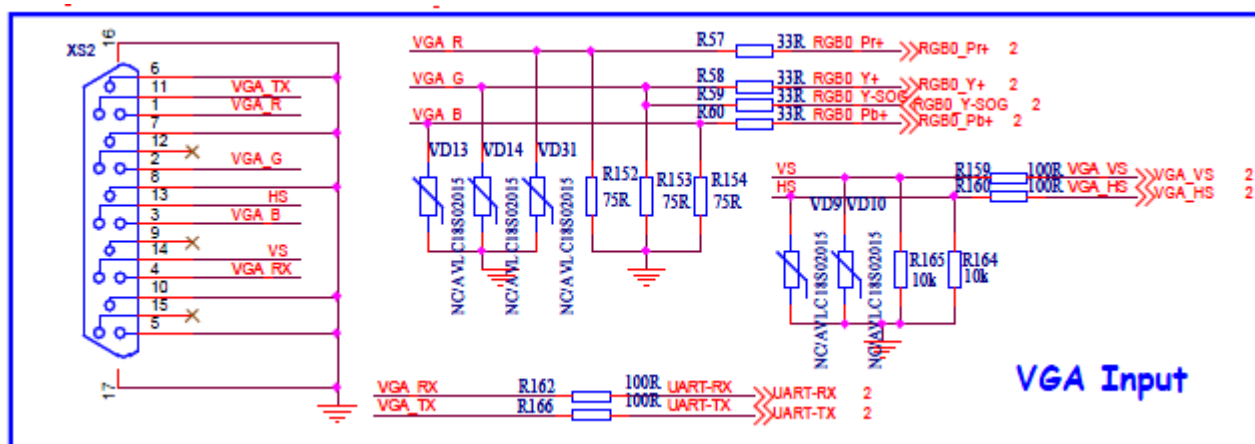 XS2
16
6
11 VGA_TX
1 VGA_R
7
12
2 VGA_G
8
13 HS
3 VGA_B
9
14 VS
4 VGA_RX
10
15
5
17
VGA_R R57 33R RGB0_Pr+ RGB0_Pr+ 2
VGA_G R58 33R RGB0_Y+ RGB0_Y+ 2
R59 33R RGB0_Y-SOG RGB0_Y-SOG 2
VGA_B R60 33R RGB0_Pb+ RGB0_Pb+ 2
VD13 VD14 VD31
NC/AVLC18S02015
NC/AVLC18S02015
NC/AVLC18S02015
R152 R153 R154
75R 75R 75R
VS R159 100R VGA_VS VGA_VS 2
HS R160 100R VGA_HS VGA_HS 2
VD9 VD10
NC/AVLC18S02015
NC/AVLC18S02015
R165 R164
10k 10k
VGA_RX R162 100R UART-RX UART-RX 2
VGA_TX R166 100R UART-TX UART-TX 2
VGA Input